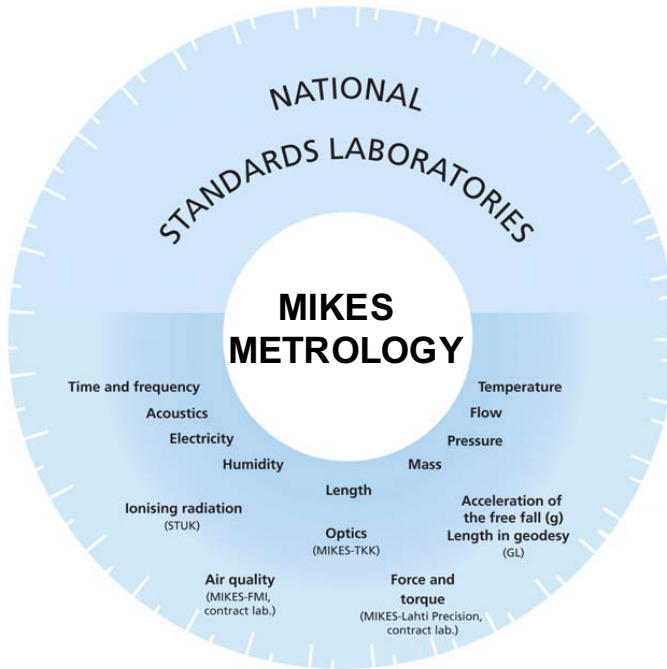 NATIONAL
STANDARDS LABORATORIES
MIKES
METROLOGY
Time and frequency
Acoustics
Electricity
Humidity
Length
Mass
Pressure
Flow
Temperature
Ionising radiation
(STUK)
Optics
(MIKES-TKK)
Acceleration of
the free fall (g)
Length in geodesy
(GL)
Air quality
(MIKES-FMI,
contract lab.)
Force and
torque
(MIKES-Lahti Precision,
contract lab.)